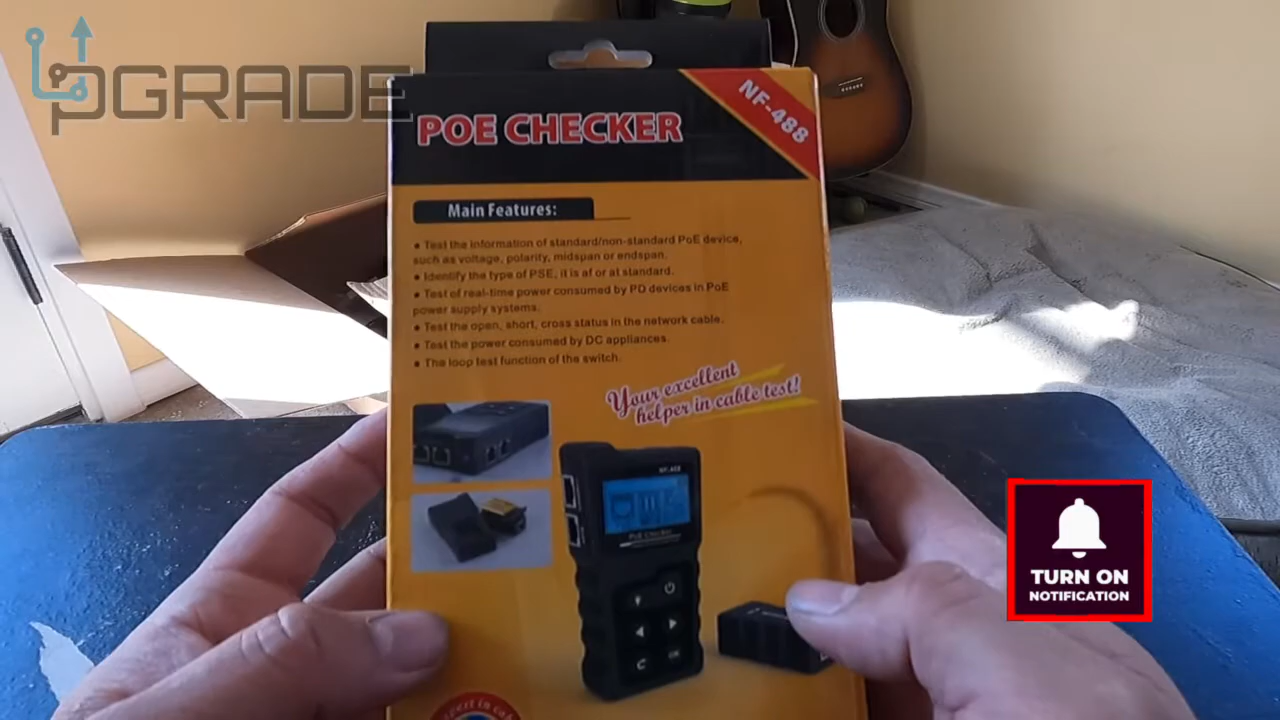 UPGRADE
POE CHECKER
NF-488
Main Features:
● Test the information of standard/non-standard PoE device,
such as voltage, polarity, midspan or endspan.
● Identify the type of PSE, it is af or at standard.
● Test of real-time power consumed by PD devices in PoE
power supply systems.
● Test the open, short, cross status in the network cable.
● Test the power consumed by DC appliances.
● The loop test function of the switch.
Your excellent
helper in cable test!
NF-488
PoE Checker
OK
C
TURN ON
NOTIFICATION